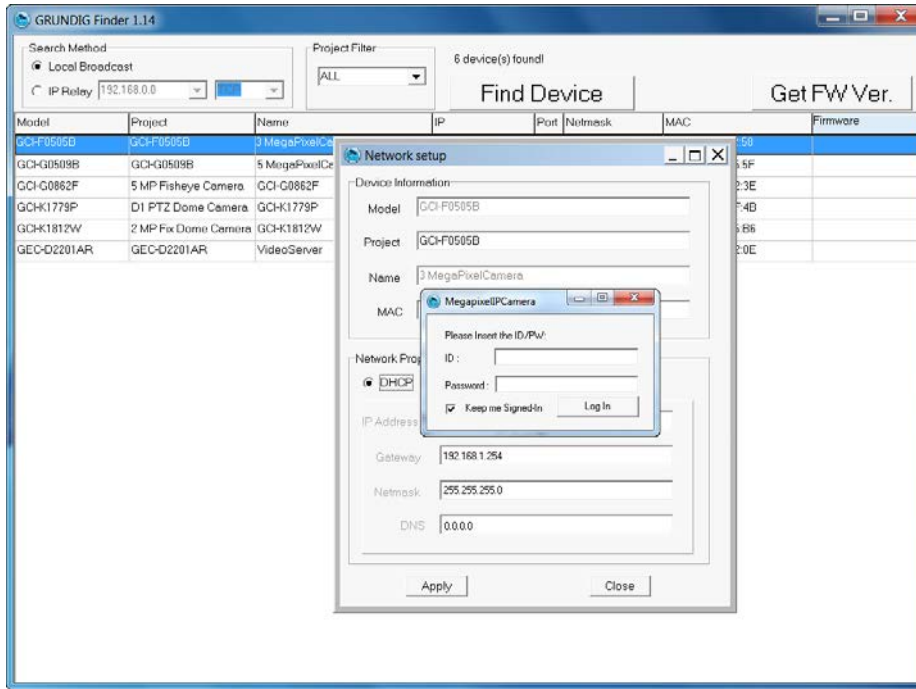 GRUNDIG Finder 1.14
Search Method
Local Broadcast
IP Relay 192.168.0.0
Project Filter
ALL
6 device(s) found!
Find Device
Get FW Ver.
Model Project Name IP Port Netmask MAC Firmware
GCI-F0505B GCI-F0505B 3 MegaPixelCa :50
GCI-G0509B GCI-G0509B 5 MegaPixelCe 5F
GCI-G0862F 5 MP Fisheye Camera GCI-G0862F :3E
GCI-K1779P D1 PTZ Dome Camera GCI-K1779P :4B
GCI-K1812W 2 MP Fix Dome Camera GCI-K1812W B6
GEC-D2201AR GEC-D2201AR VideoServer :0E
Network setup
Device Information
Model GCI-F0505B
Project GCI-F0505B
Name 3 MegaPixelCamera
MAC
MegapixelIPCamera
Please Insert the ID/PW:
ID :
Password :
Keep me Signed-In
Log In
Network Prop
DHCP
IP Address
Gateway 192.168.1.254
Netmask 255.255.255.0
DNS 0.0.0.0
Apply Close